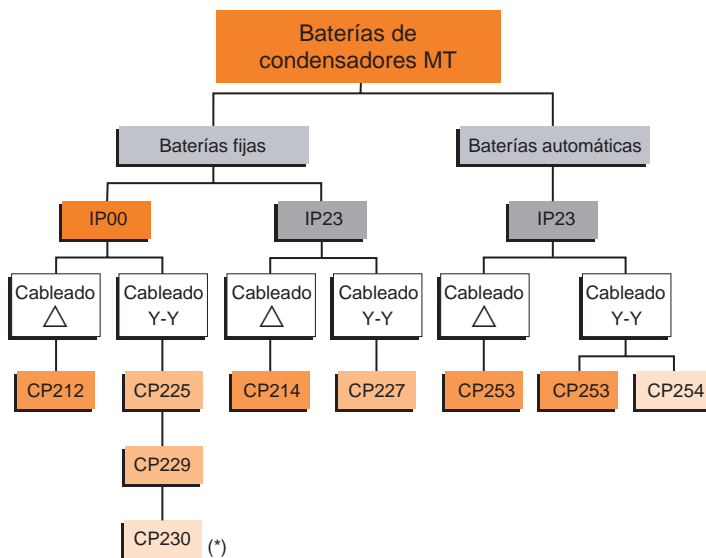 Baterías de
condensadores MT
Baterías fijas
Baterías automáticas
IP00
IP23
IP23
Cableado
△
Cableado
Y-Y
Cableado
△
Cableado
Y-Y
Cableado
△
Cableado
Y-Y
CP212
CP225
CP214
CP227
CP253
CP253
CP254
CP229
CP230
(*)